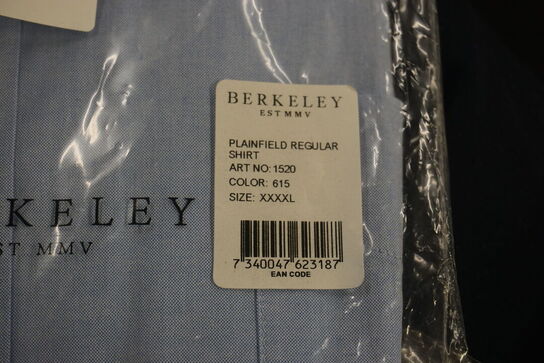 BERKELEY
EST MMV
PLAINFIELD REGULAR
SHIRT
ART NO: 1520
COLOR: 615
SIZE: XXXXL
7 340047 623187
EAN CODE
KELEY
ST MMV